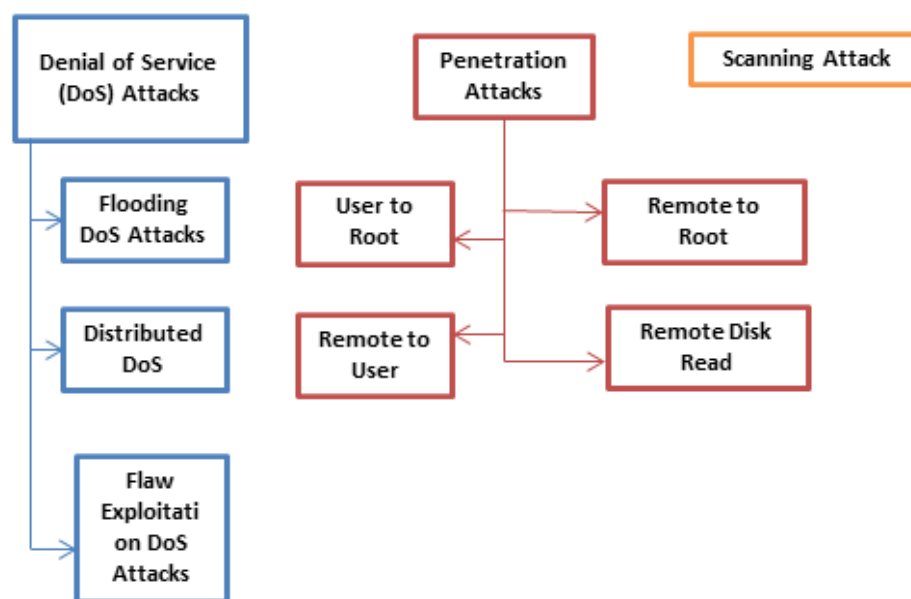 Denial of Service
(DoS) Attacks
Penetration
Attacks
Scanning Attack
Flooding
DoS Attacks
User to
Root
Remote to
Root
Distributed
DoS
Remote to
User
Remote Disk
Read
Flaw
Exploitati
on DoS
Attacks